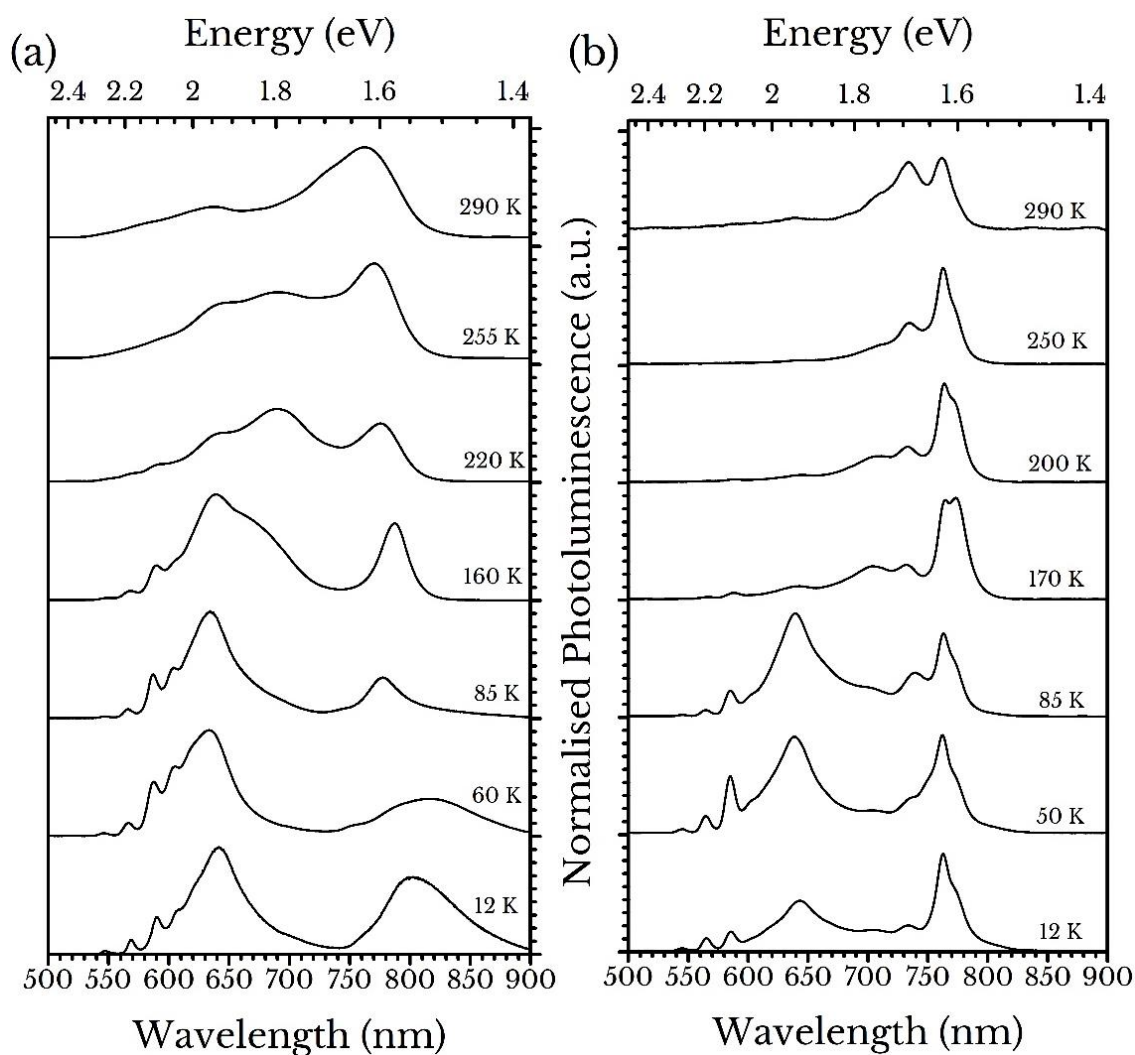 (a)
Energy (eV)
2.4 2.2 2 1.8 1.6 1.4
290 K
255 K
220 K
160 K
85 K
60 K
12 K
500 550 600 650 700 750 800 850 900
Wavelength (nm)
Normalised Photoluminescence (a.u.)
(b)
Energy (eV)
2.4 2.2 2 1.8 1.6 1.4
290 K
250 K
200 K
170 K
85 K
50 K
12 K
500 550 600 650 700 750 800 850 900
Wavelength (nm)